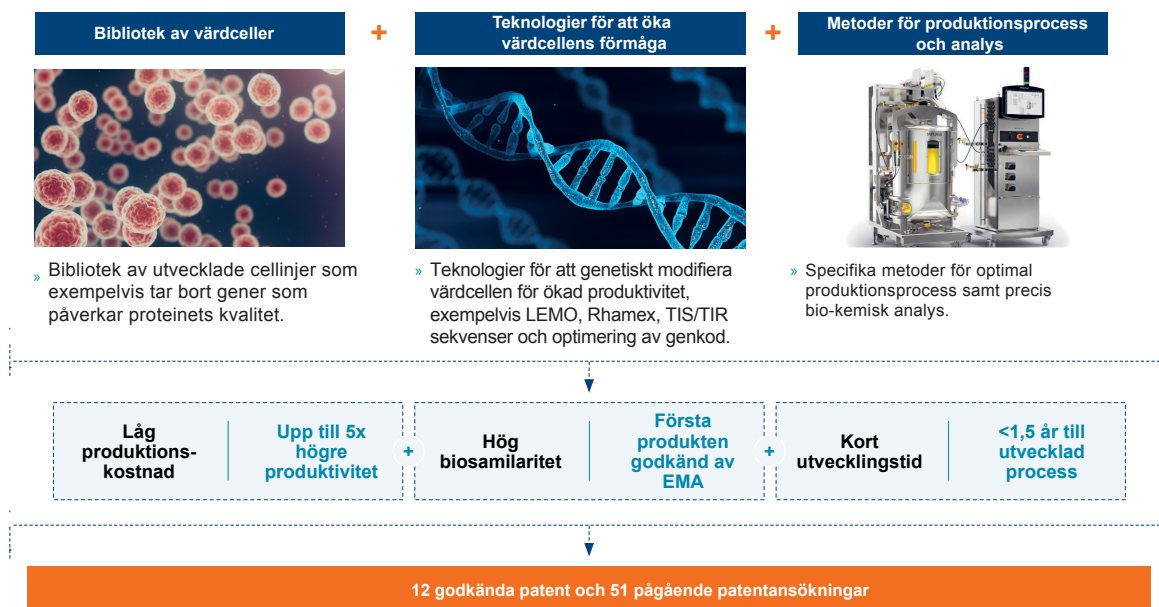 Bibliotek av värdceller
+
Teknologier för att öka
värdcellens förmåga
+
Metoder för produktionsprocess
och analys
» Bibliotek av utvecklade cellinjer som
exempelvis tar bort gener som
påverkar proteinets kvalitet.
» Teknologier för att genetiskt modifiera
värdcellen för ökad produktivitet,
exempelvis LEMO, Rhamex, TIS/TIR
sekvenser och optimering av genkod.
» Specifika metoder för optimal
produktionsprocess samt precis
bio-kemisk analys.
Låg
produktions-
kostnad
Upp till 5x
högre
produktivitet
+
Hög
biosamilaritet
Första
produkten
godkänd av
EMA
+
Kort
utvecklingstid
<1,5 år till
utvecklad
process
12 godkända patent och 51 pågående patentansökningar